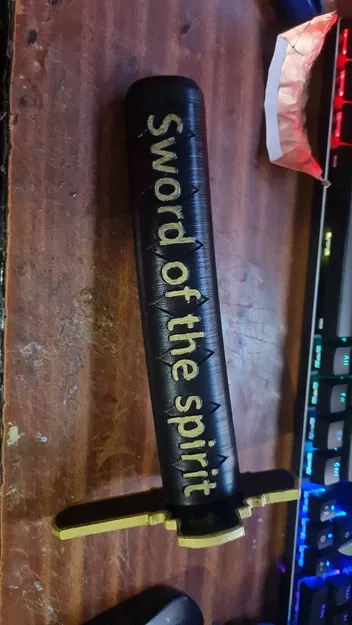 Sword of the spirit